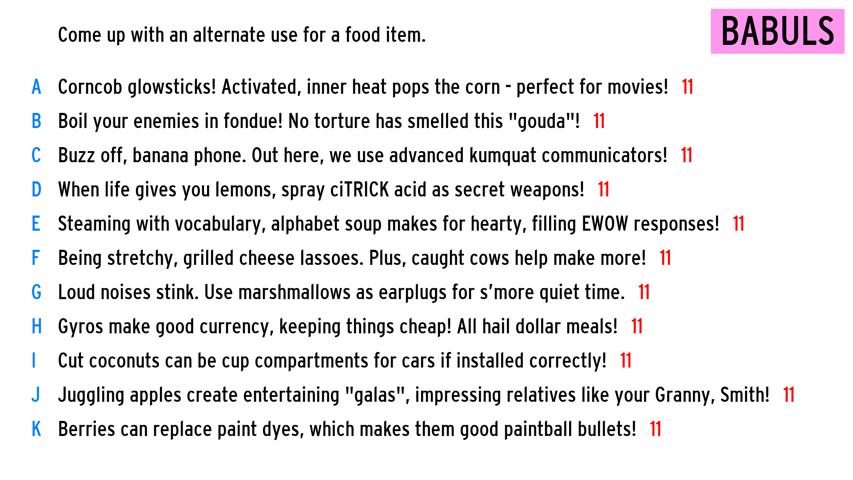 Come up with an alternate use for a food item.
BABULS
A Corncob glowsticks! Activated, inner heat pops the corn - perfect for movies! 11
B Boil your enemies in fondue! No torture has smelled this "gouda"! 11
C Buzz off, banana phone. Out here, we use advanced kumquat communicators! 11
D When life gives you lemons, spray ciTRICK acid as secret weapons! 11
E Steaming with vocabulary, alphabet soup makes for hearty, filling EWOW responses! 11
F Being stretchy, grilled cheese lassoes. Plus, caught cows help make more! 11
G Loud noises stink. Use marshmallows as earplugs for s'more quiet time. 11
H Gyros make good currency, keeping things cheap! All hail dollar meals! 11
I Cut coconuts can be cup compartments for cars if installed correctly! 11
J Juggling apples create entertaining "galas", impressing relatives like your Granny, Smith! 11
K Berries can replace paint dyes, which makes them good paintball bullets! 11